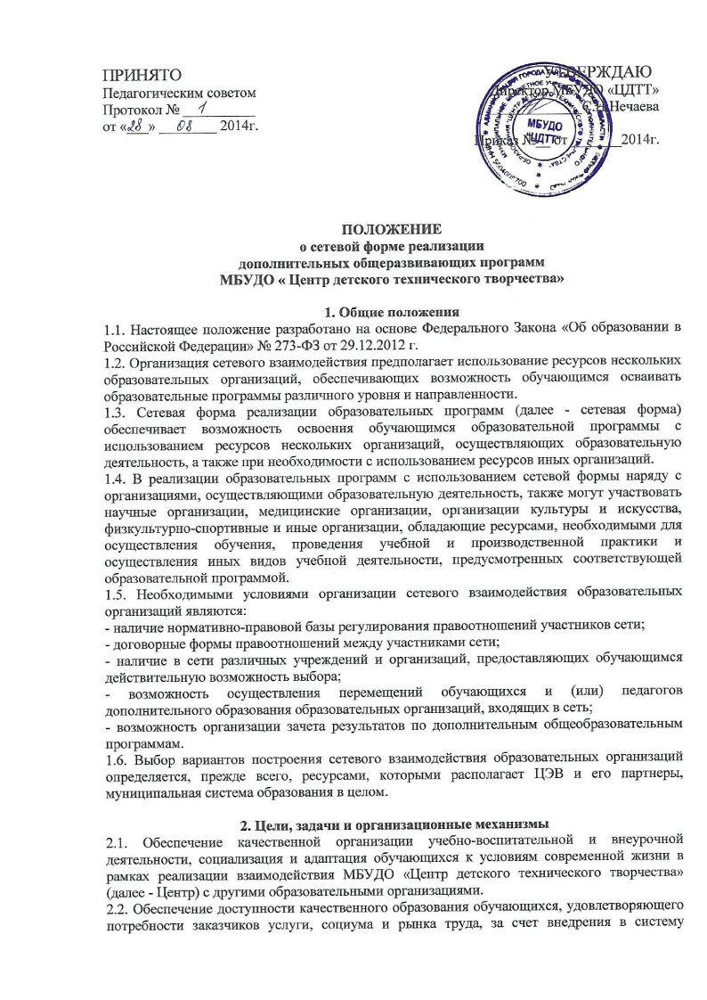 ПРИНЯТО
Педагогическим советом
Протокол № 1
от «28» 08 2014г.
УТВЕРЖДАЮ
Директор МБУДО «ЦДТТ»
Нечаева
Приказ № от 2014г.
МБУДО
"ЦДТТ"
ПОЛОЖЕНИЕ
о сетевой форме реализации
дополнительных общеразвивающих программ
МБУДО « Центр детского технического творчества»
1. Общие положения
1.1. Настоящее положение разработано на основе Федерального Закона «Об образовании в
Российской Федерации» № 273-ФЗ от 29.12.2012 г.
1.2. Организация сетевого взаимодействия предполагает использование ресурсов нескольких
образовательных организаций, обеспечивающих возможность обучающимся осваивать
образовательные программы различного уровня и направленности.
1.3. Сетевая форма реализации образовательных программ (далее - сетевая форма)
обеспечивает возможность освоения обучающимся образовательной программы с
использованием ресурсов нескольких организаций, осуществляющих образовательную
деятельность, а также при необходимости с использованием ресурсов иных организаций.
1.4. В реализации образовательных программ с использованием сетевой формы наряду с
организациями, осуществляющими образовательную деятельность, также могут участвовать
научные организации, медицинские организации, организации культуры и искусства,
физкультурно-спортивные и иные организации, обладающие ресурсами, необходимыми для
осуществления обучения, проведения учебной и производственной практики и
осуществления иных видов учебной деятельности, предусмотренных соответствующей
образовательной программой.
1.5. Необходимыми условиями организации сетевого взаимодействия образовательных
организаций являются:
- наличие нормативно-правовой базы регулирования правоотношений участников сети;
- договорные формы правоотношений между участниками сети;
- наличие в сети различных учреждений и организаций, предоставляющих обучающимся
действительную возможность выбора;
- возможность осуществления перемещений обучающихся и (или) педагогов
дополнительного образования образовательных организаций, входящих в сеть;
- возможность организации зачета результатов по дополнительным общеобразовательным
программам.
1.6. Выбор вариантов построения сетевого взаимодействия образовательных организаций
определяется, прежде всего, ресурсами, которыми располагает ЦЭВ и его партнеры,
муниципальная система образования в целом.
2. Цели, задачи и организационные механизмы
2.1. Обеспечение качественной организации учебно-воспитательной и внеурочной
деятельности, социализация и адаптация обучающихся к условиям современной жизни в
рамках реализации взаимодействия МБУДО «Центр детского технического творчества»
(далее - Центр) с другими образовательными организациями.
2.2. Обеспечение доступности качественного образования обучающихся, удовлетворяющего
потребности заказчиков услуги, социума и рынка труда, за счет внедрения в систему